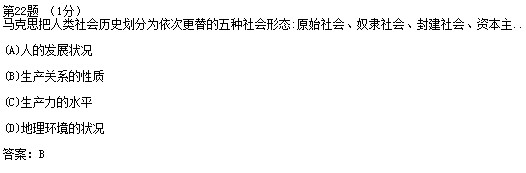 第22题 （1分）
马克思把人类社会历史划分为依次更替的五种社会形态:原始社会、奴隶社会、封建社会、资本主..
(A)人的发展状况
(B)生产关系的性质
(C)生产力的水平
(D)地理环境的状况
答案: B